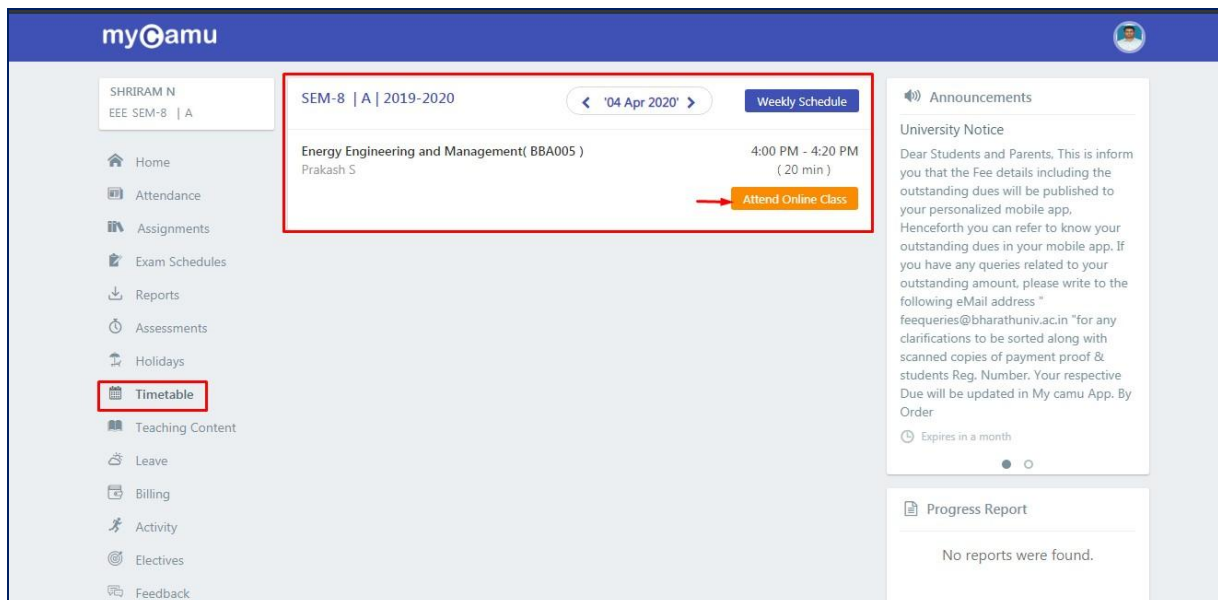 myCamu
SHRIRAM N
EEE SEM-8 | A
Home
Attendance
Assignments
Exam Schedules
Reports
Assessments
Holidays
Timetable
Teaching Content
Leave
Billing
Activity
Electives
Feedback
SEM-8 | A | 2019-2020
'04 Apr 2020'
Weekly Schedule
Energy Engineering and Management( BBA005 )
Prakash S
4:00 PM - 4:20 PM
( 20 min )
Attend Online Class
Announcements
University Notice
Dear Students and Parents, This is inform
you that the Fee details including the
outstanding dues will be published to
your personalized mobile app,
Henceforth you can refer to know your
outstanding dues in your mobile app. If
you have any queries related to your
outstanding amount, please write to the
following eMail address "
feequeries@bharathuniv.ac.in "for any
clarifications to be sorted along with
scanned copies of payment proof &
students Reg. Number. Your respective
Due will be updated in My camu App. By
Order
Expires in a month
Progress Report
No reports were found.